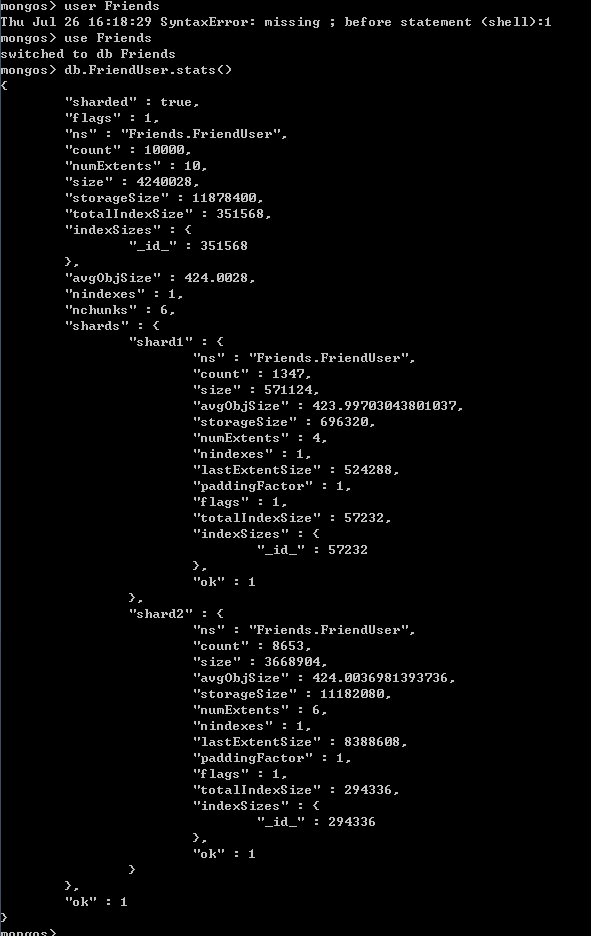 mongos> user Friends
Thu Jul 26 16:18:29 SyntaxError: missing ; before statement (shell):1
mongos> use Friends
switched to db Friends
mongos> db.FriendUser.stats()
{
        "sharded" : true,
        "flags" : 1,
        "ns" : "Friends.FriendUser",
        "count" : 10000,
        "numExtents" : 10,
        "size" : 4240028,
        "storageSize" : 11878400,
        "totalIndexSize" : 351568,
        "indexSizes" : {
                "_id_" : 351568
        },
        "avgObjSize" : 424.0028,
        "nindexes" : 1,
        "nchunks" : 6,
        "shards" : {
                "shard1" : {
                        "ns" : "Friends.FriendUser",
                        "count" : 1347,
                        "size" : 571124,
                        "avgObjSize" : 423.99703043801037,
                        "storageSize" : 696320,
                        "numExtents" : 4,
                        "nindexes" : 1,
                        "lastExtentSize" : 524288,
                        "paddingFactor" : 1,
                        "flags" : 1,
                        "totalIndexSize" : 57232,
                        "indexSizes" : {
                                "_id_" : 57232
                        },
                        "ok" : 1
                },
                "shard2" : {
                        "ns" : "Friends.FriendUser",
                        "count" : 8653,
                        "size" : 3668904,
                        "avgObjSize" : 424.0036981393736,
                        "storageSize" : 11182080,
                        "numExtents" : 6,
                        "nindexes" : 1,
                        "lastExtentSize" : 8388608,
                        "paddingFactor" : 1,
                        "flags" : 1,
                        "totalIndexSize" : 294336,
                        "indexSizes" : {
                                "_id_" : 294336
                        },
                        "ok" : 1
                }
        },
        "ok" : 1
}
mongos>